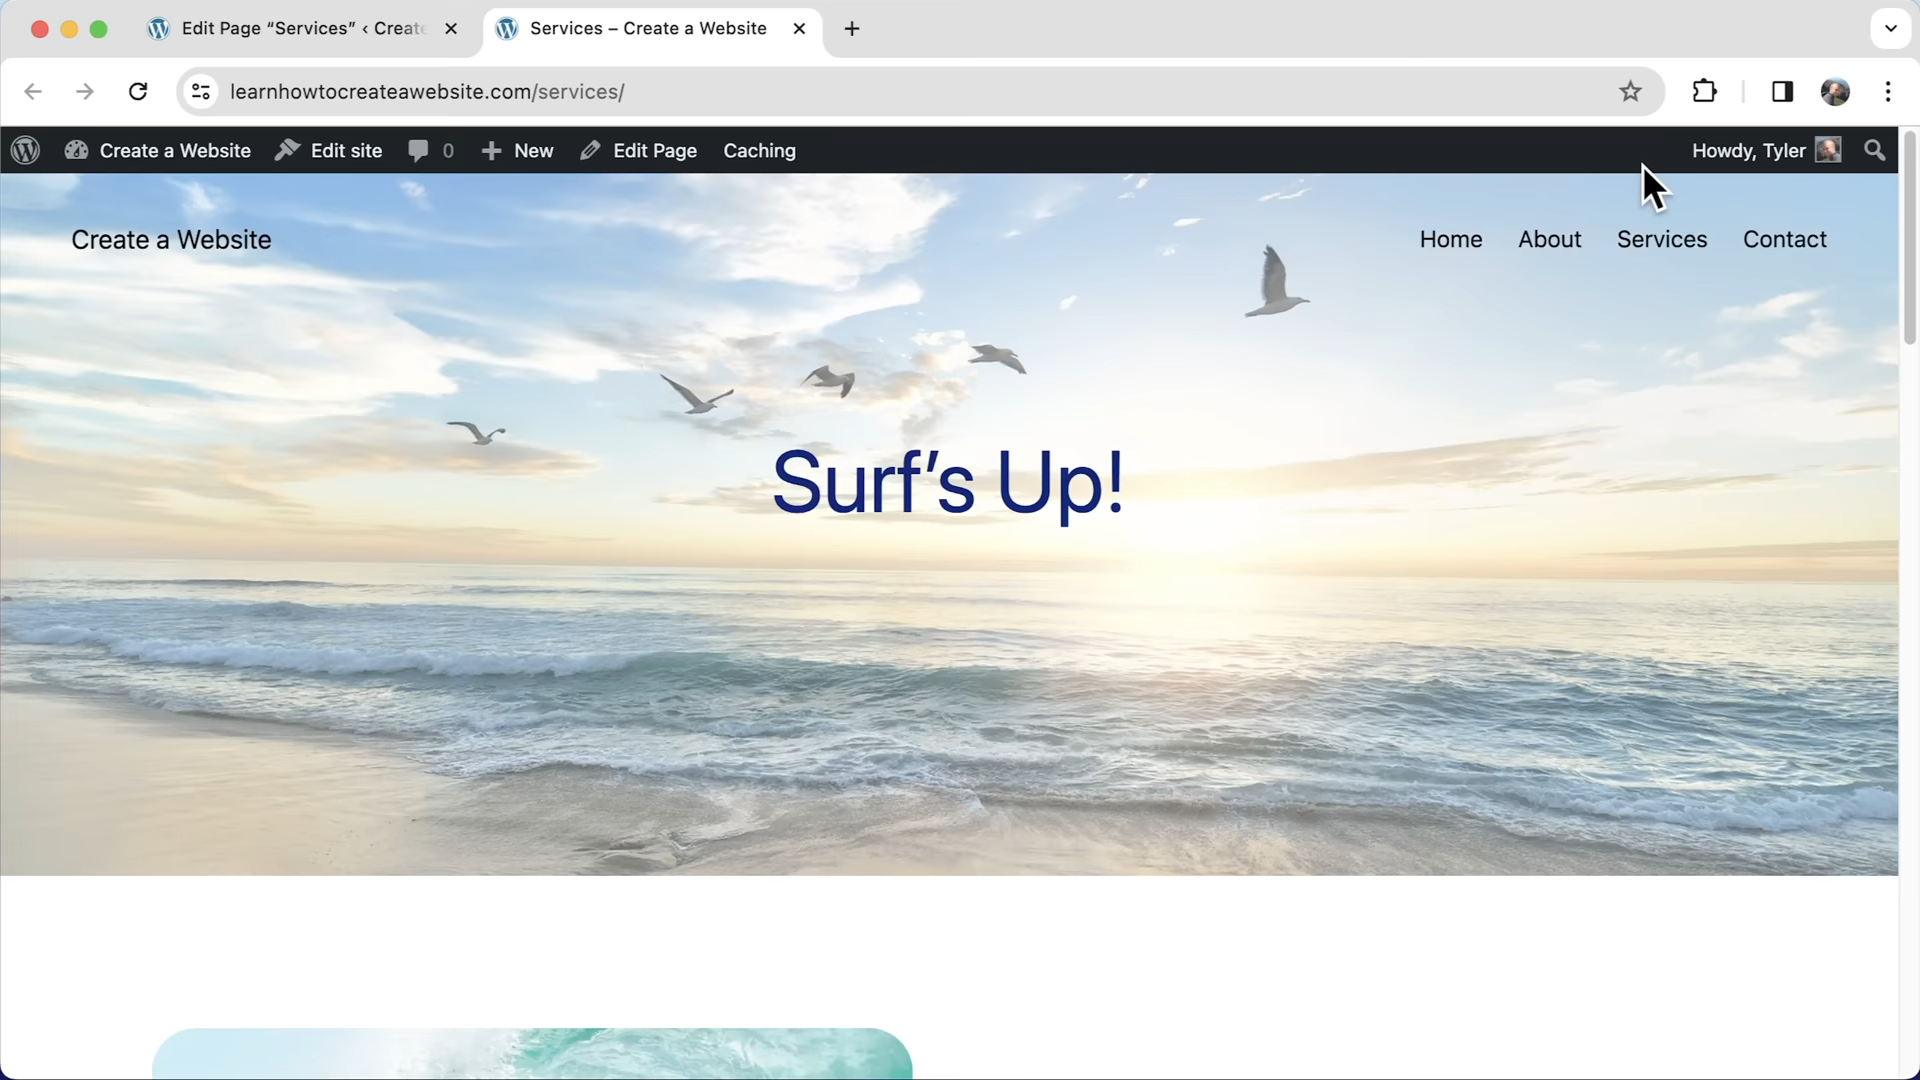 Edit Page “Services” ‹ Create
Services – Create a Website
learnhowtocreateawebsite.com/services/
Create a Website
Edit site
0
New
Edit Page
Caching
Howdy, Tyler
Create a Website
Home
About
Services
Contact
Surf’s Up!